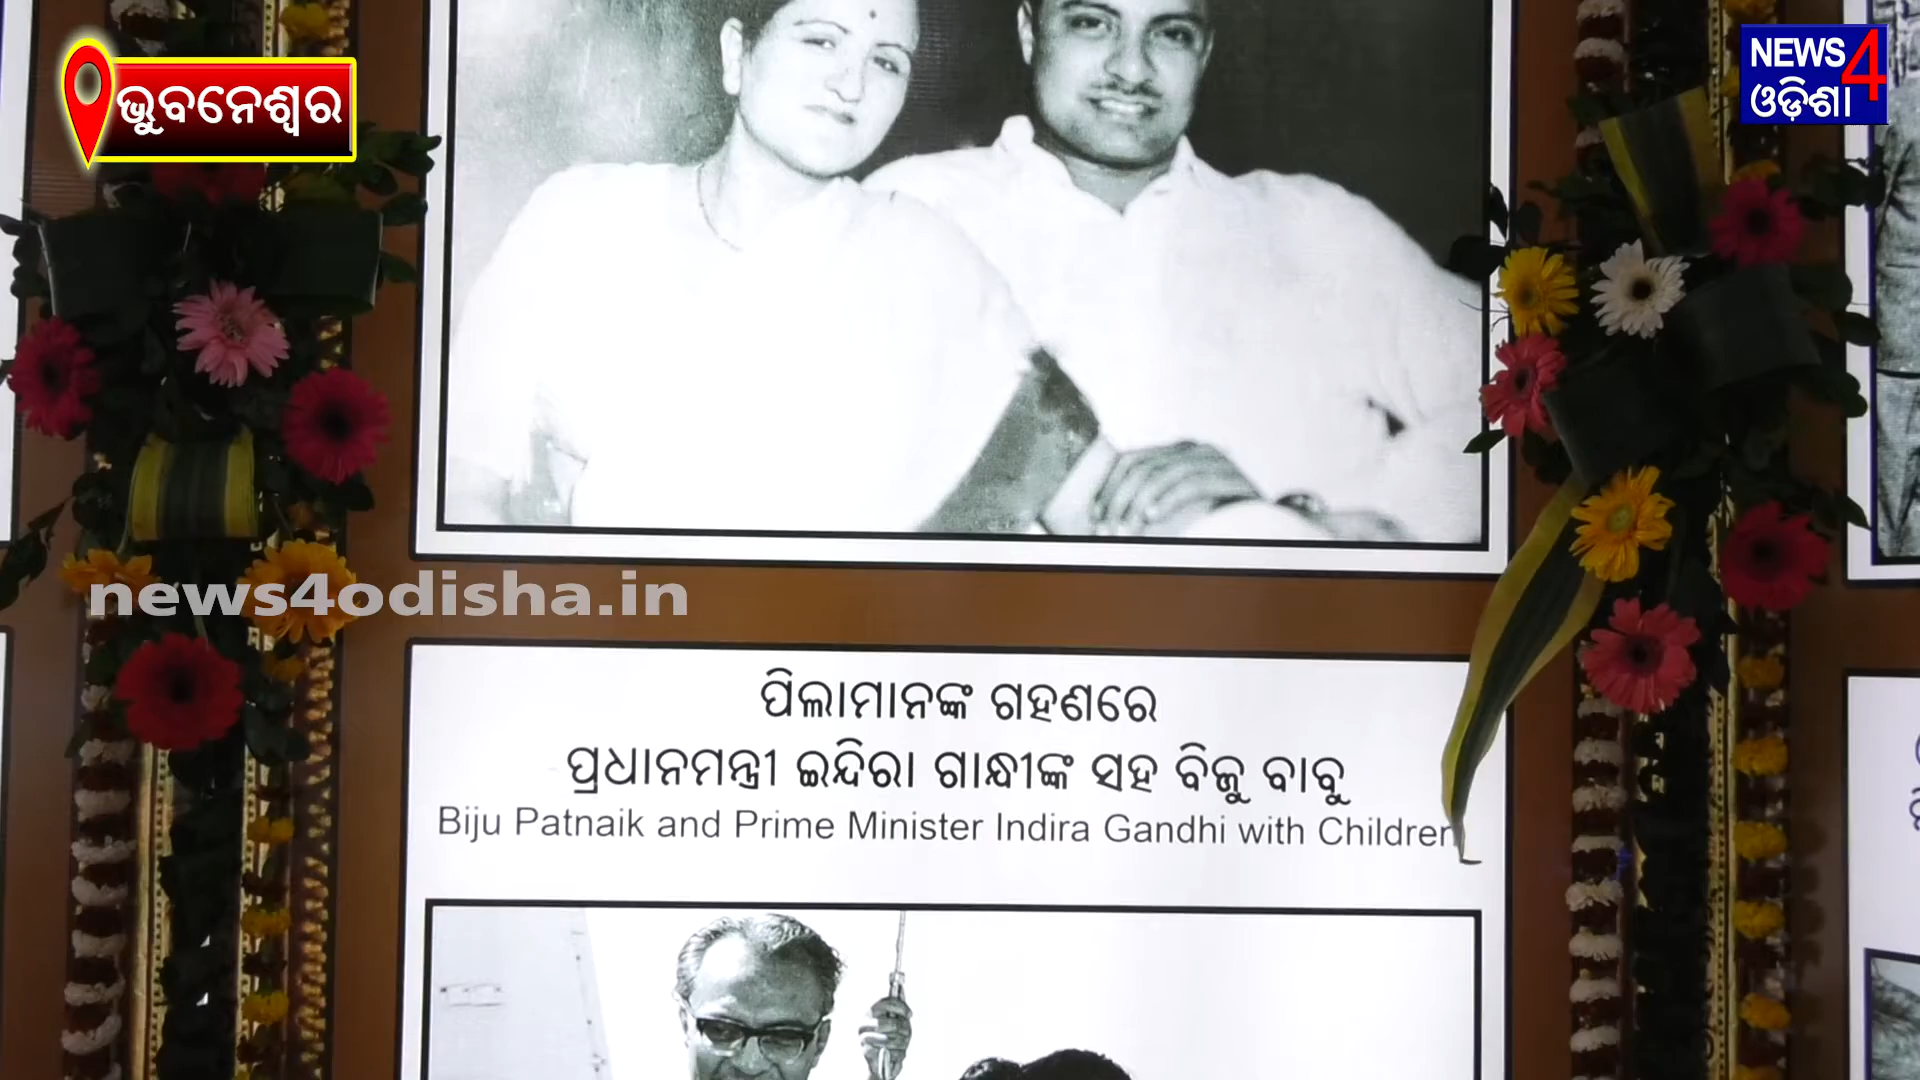 ଭୁବନେଶ୍ୱର
NEWS4
ଓଡ଼ିଶା
news4odisha.in
ପିଲାମାନଙ୍କ ଗହଣରେ
ପ୍ରଧାନମନ୍ତ୍ରୀ ଇନ୍ଦିରା ଗାନ୍ଧୀଙ୍କ ସହ ବିଜୁ ବାବୁ
Biju Patnaik and Prime Minister Indira Gandhi with Children